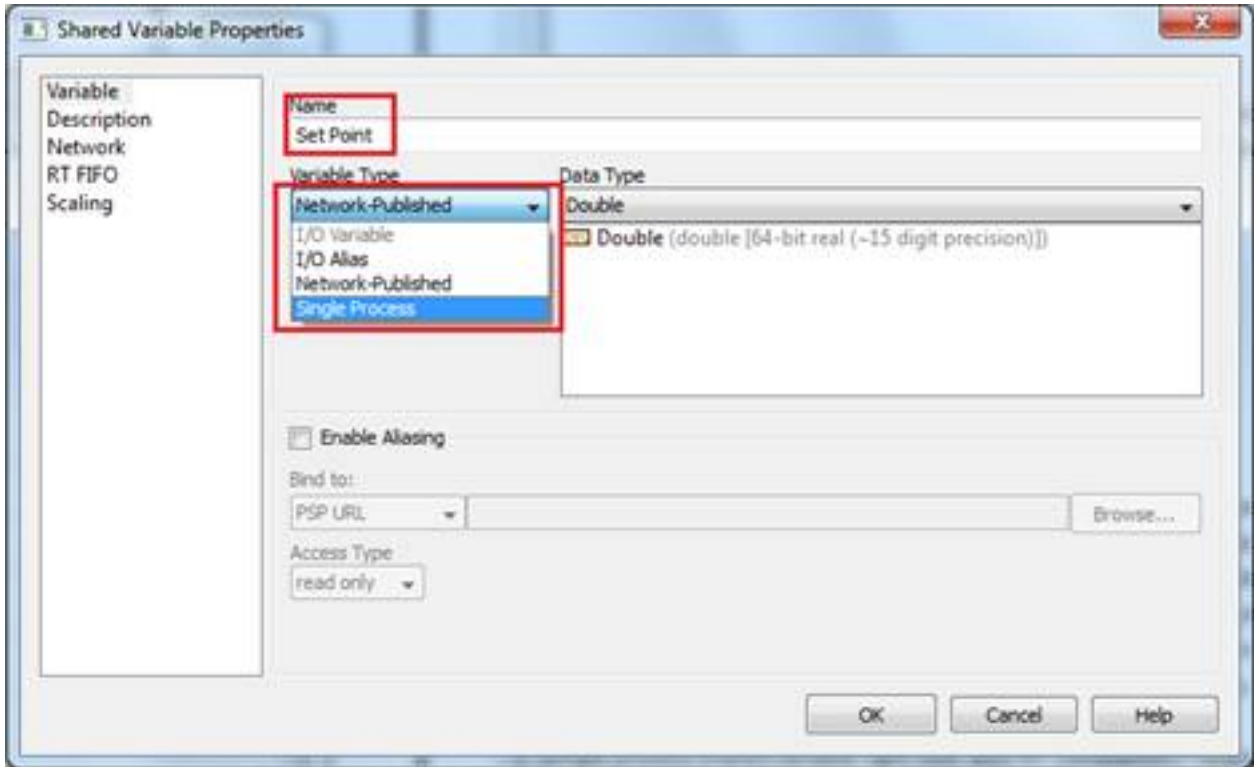 Shared Variable Properties
Variable
Description
Network
RT FIFO
Scaling
Name
Set Point
Variable Type
Data Type
Network-Published
Double
I/O Variable
I/O Alias
Network-Published
Single Process
Double (double [64-bit real (~15 digit precision)])
Enable Aliasing
Bind to:
PSP URL
Browse...
Access Type
read only
OK
Cancel
Help